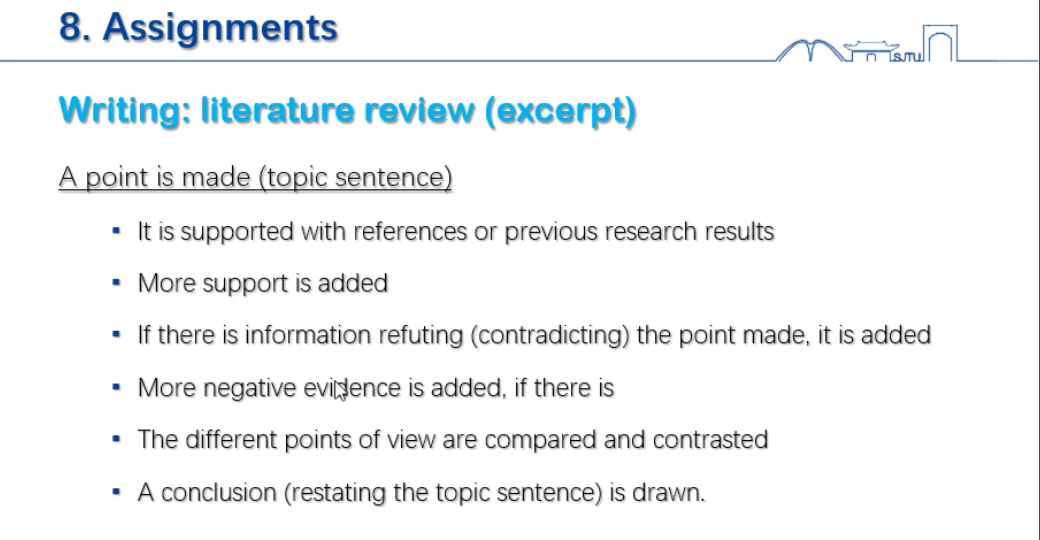 8. Assignments
SJTU
Writing: literature review (excerpt)
A point is made (topic sentence)
▪ It is supported with references or previous research results
▪ More support is added
▪ If there is information refuting (contradicting) the point made, it is added
▪ More negative evidence is added, if there is
▪ The different points of view are compared and contrasted
▪ A conclusion (restating the topic sentence) is drawn.